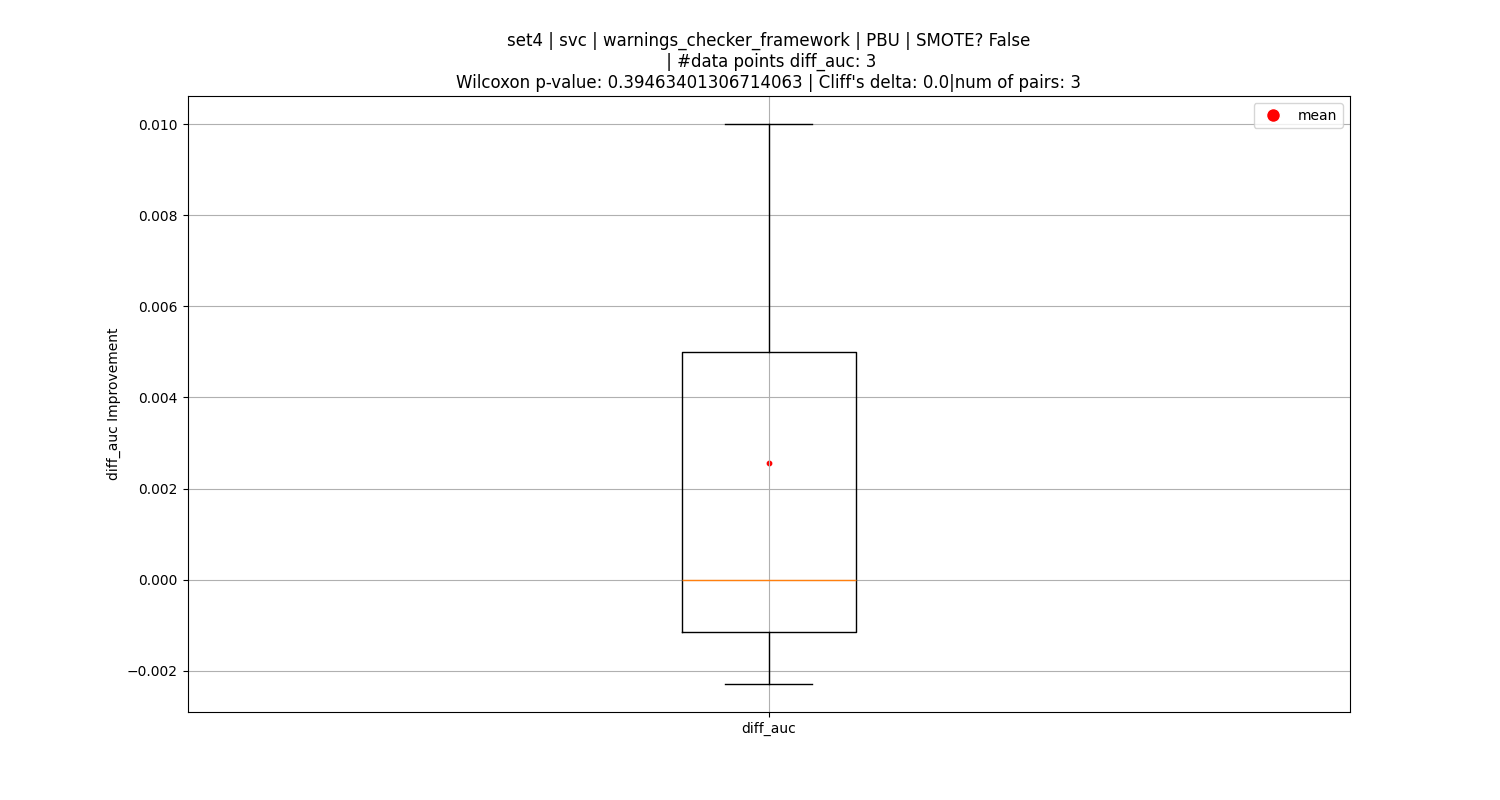 set4 | svc | warnings_checker_framework | PBU | SMOTE? False
| #data points diff_auc: 3
Wilcoxon p-value: 0.39463401306714063 | Cliff's delta: 0.0|num of pairs: 3
mean
0.010
0.008
0.006
0.004
0.002
0.000
−0.002
diff_auc Improvement
diff_auc